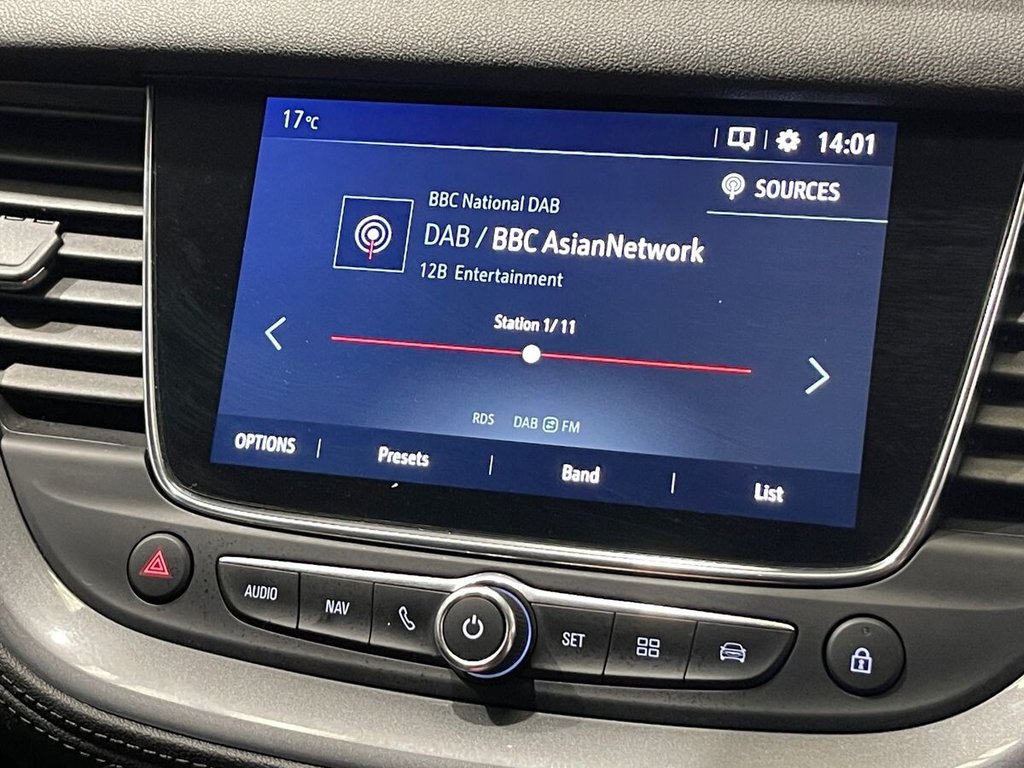 17°C
14:01
SOURCES
BBC National DAB
DAB / BBC AsianNetwork
12B Entertainment
Station 1/11
RDS DAB FM
OPTIONS Presets Band List
AUDIO NAV SET